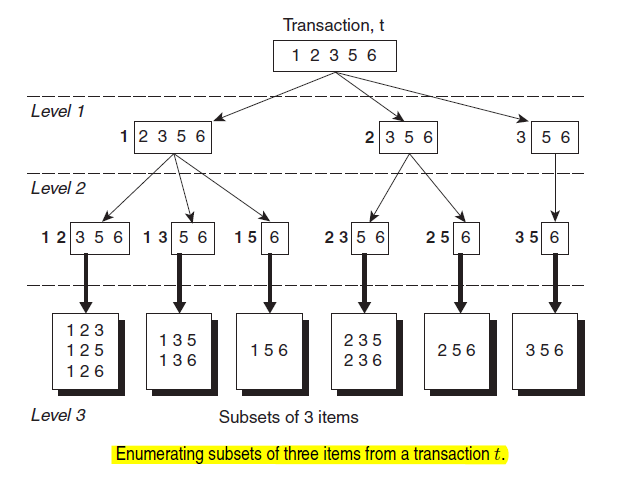 Transaction, t
1 2 3 5 6
Level 1
1 2 3 5 6
2 3 5 6
3 5 6
Level 2
1 2 3 5 6
1 3 5 6
1 5 6
2 3 5 6
2 5 6
3 5 6
1 2 3
1 2 5
1 2 6
1 3 5
1 3 6
1 5 6
2 3 5
2 3 6
2 5 6
3 5 6
Level 3
Subsets of 3 items
Enumerating subsets of three items from a transaction t.